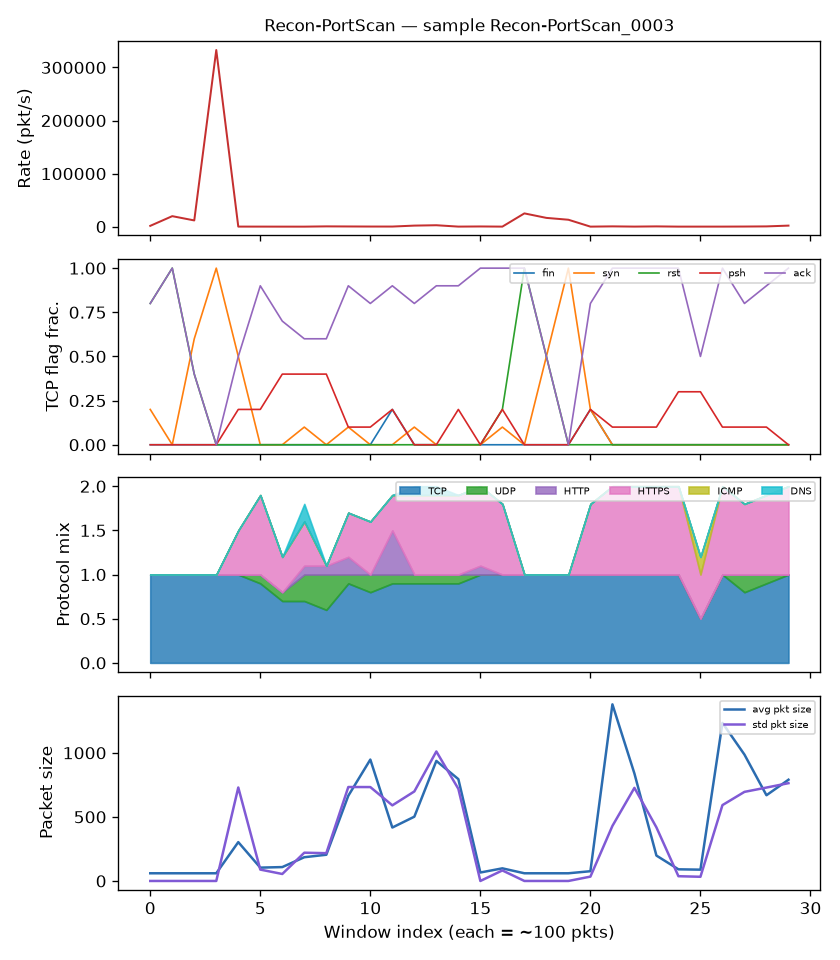 Recon-PortScan — sample Recon-PortScan_0003
Rate (pkt/s)
300000
200000
100000
0
TCP flag frac.
1.00
0.75
0.50
0.25
0.00
fin syn rst psh ack
Protocol mix
2.0
1.5
1.0
0.5
0.0
TCP UDP HTTP HTTPS ICMP DNS
Packet size
1000
500
0
avg pkt size
std pkt size
0 5 10 15 20 25 30
Window index (each = ~100 pkts)